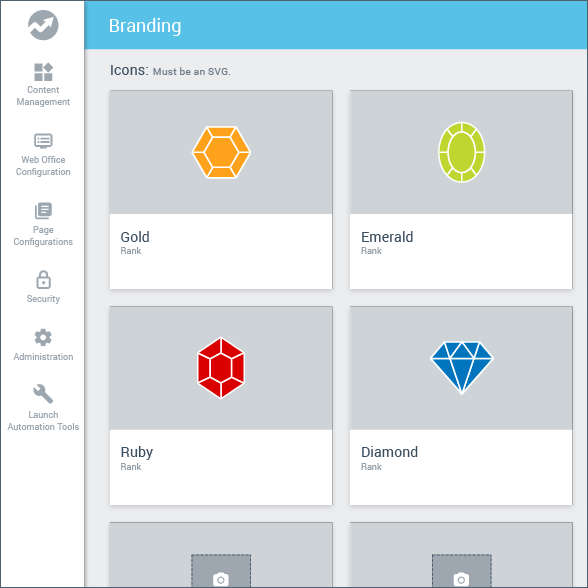 Branding
Content
Management
Web Office
Configuration
Page
Configurations
Security
Administration
Launch
Automation Tools
Icons: Must be an SVG.
Gold
Rank
Emerald
Rank
Ruby
Rank
Diamond
Rank